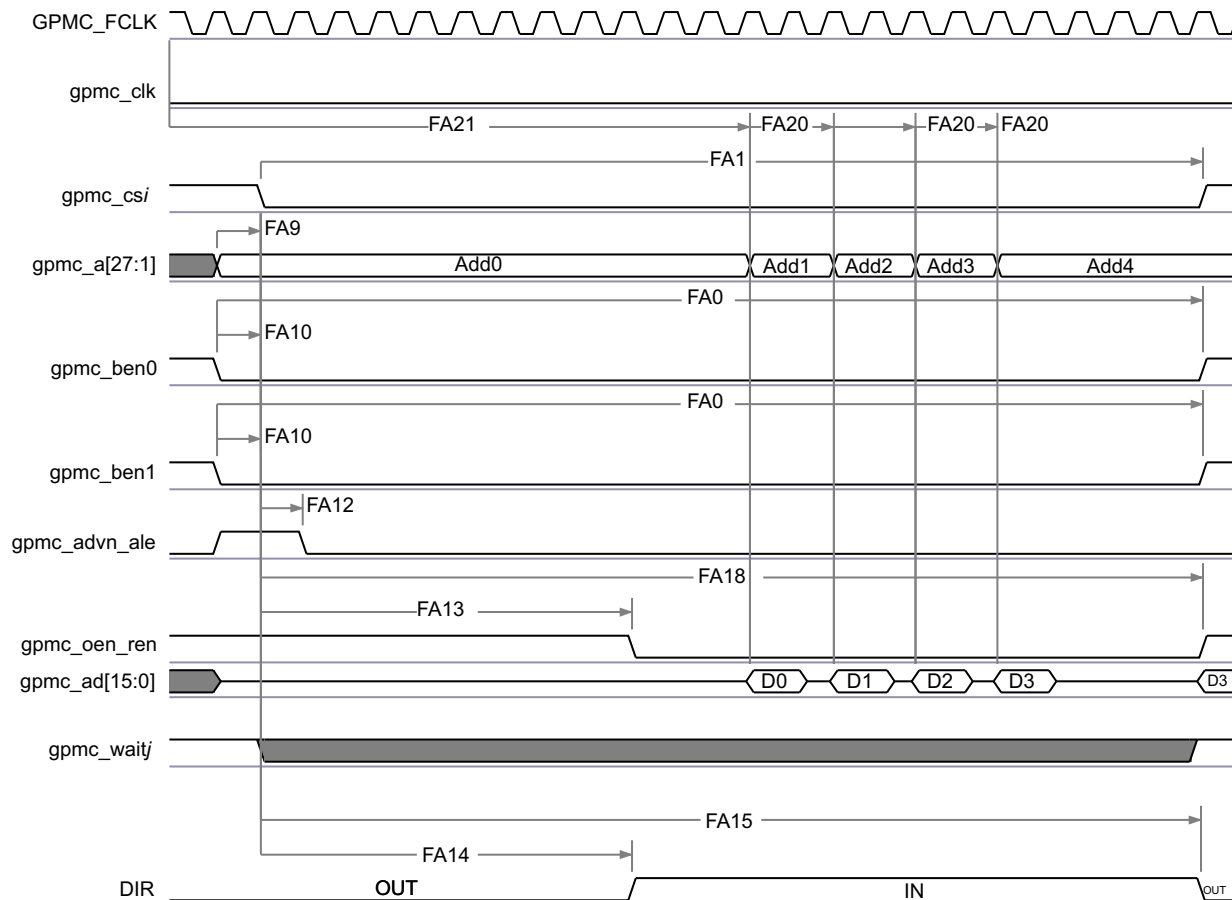 GPMC_FCLK
gpmc_clk
FA21 FA20 FA20 FA20
FA1
gpmc_csi
FA9
gpmc_a[27:1] Add0 Add1 Add2 Add3 Add4
FA0
FA10
gpmc_ben0
FA0
FA10
gpmc_ben1
FA12
gpmc_advn_ale
FA18
FA13
gpmc_oen_ren
gpmc_ad[15:0] D0 D1 D2 D3 D3
gpmc_waitj
FA15
FA14
DIR OUT IN OUT